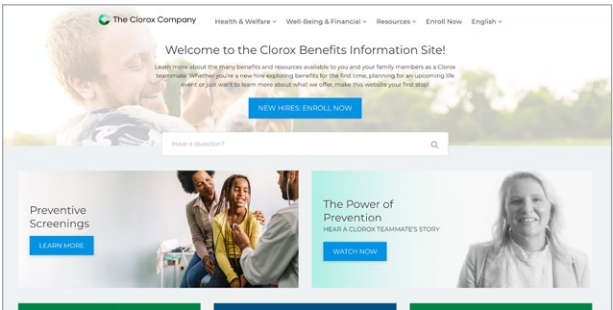 The Clorox Company
Health & Welfare Well-Being & Financial Resources Enroll Now English
Welcome to the Clorox Benefits Information Site!
Learn more about the many benefits and resources available to you and your family members as a Clorox
teammate. Whether you're a new hire exploring benefits for the first time, planning for an upcoming life
event or just want to learn more about what we offer, make this website your first stop!
NEW HIRES: ENROLL NOW
Have a question?
Preventive
Screenings
LEARN MORE
The Power of
Prevention
HEAR A CLOROX TEAMMATE'S STORY
WATCH NOW